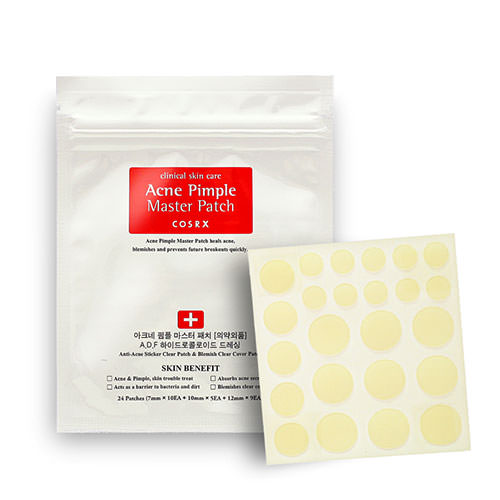 clinical skin care
Acne Pimple
Master Patch
COSRX
Acne Pimple Master Patch heals acne,
blemishes and prevents future breakouts quickly.
아크네 핌플 마스터 패치 [의약외품]
A,D,F 하이드로콜로이드 드레싱
Anti-Acne Sticker Clear Patch & Blemish Clear Cover
SKIN BENEFIT
Acne & Pimple, skin trouble treat
Absorbs acne
Acts as a barrier to bacteria and dirt
Blemishes clear
24 Patches (7mm × 10EA + 10mm × 5EA + 12mm × 9EA